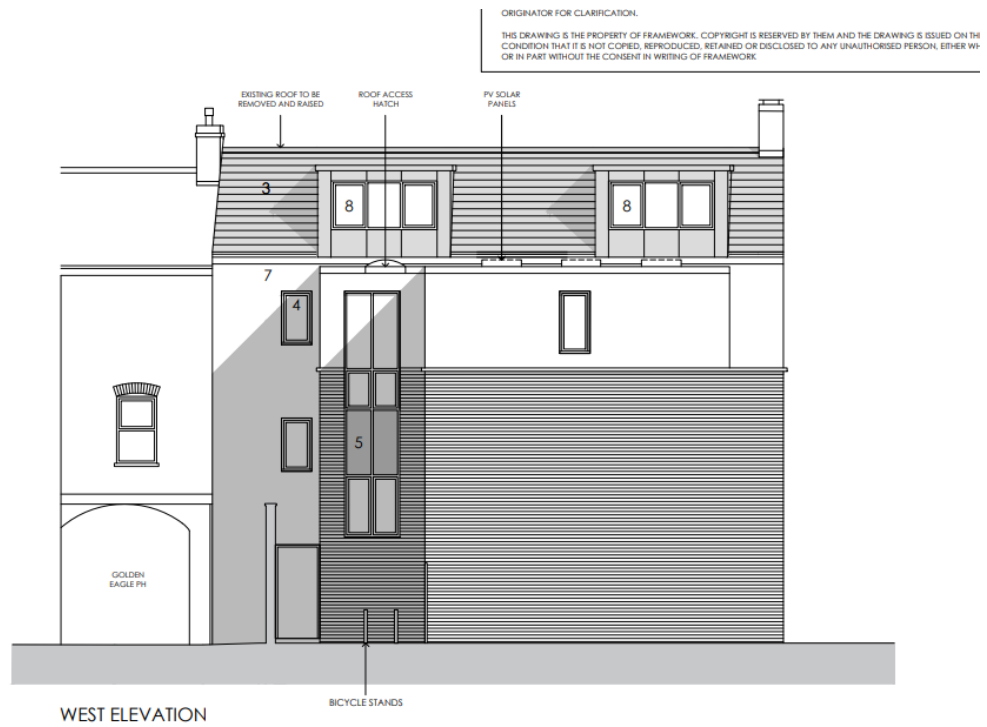 ORIGINATOR FOR CLARIFICATION.
THIS DRAWING IS THE PROPERTY OF FRAMEWORK. COPYRIGHT IS RESERVED BY THEM AND THE DRAWING IS ISSUED ON
CONDITION THAT IT IS NOT COPIED, REPRODUCED, RETAINED OR DISCLOSED TO ANY UNAUTHORISED PERSON, EITHER
OR IN PART WITHOUT THE CONSENT IN WRITING OF FRAMEWORK
EXISTING ROOF TO BE
REMOVED AND RAISED
ROOF ACCESS
HATCH
PV SOLAR
PANELS
3
8
8
7
4
5
GOLDEN
EAGLE PH
BICYCLE STANDS
WEST ELEVATION